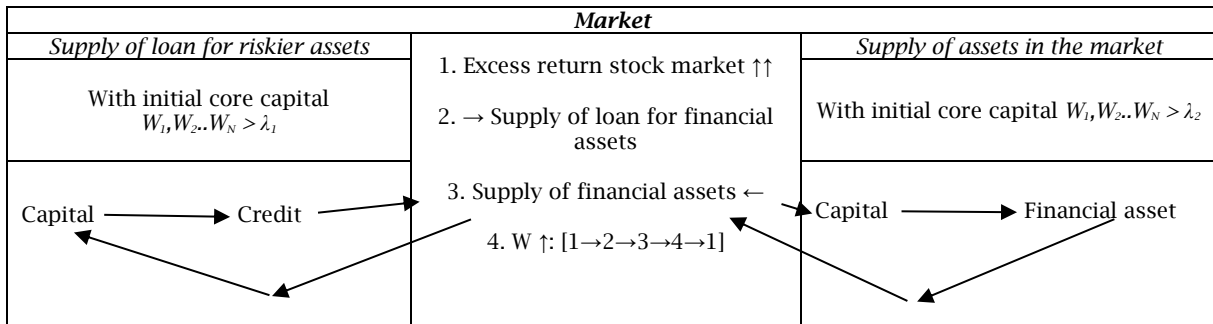 Market
Supply of loan for riskier assets
With initial core capital
W₁,W₂..W_N > λ₁
Capital
Credit
1. Excess return stock market ↑↑
2. → Supply of loan for financial
assets
3. Supply of financial assets ←
4. W ↑: [1→2→3→4→1]
Supply of assets in the market
With initial core capital W₁,W₂..W_N > λ₂
Capital
Financial asset